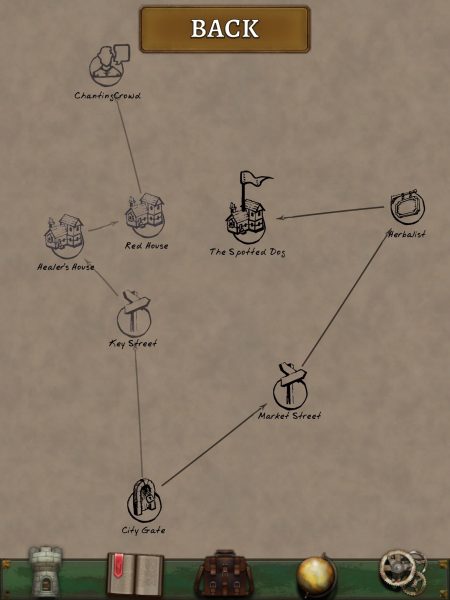 BACK
ChantingCrowd
Red House
Healer's House
The Spotted Dog
Herbalist
Key Street
Market Street
City Gate